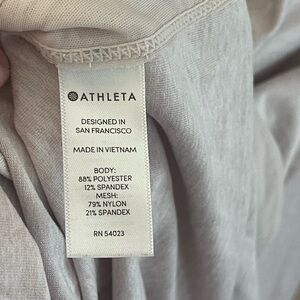 ATHLETA
DESIGNED IN
SAN FRANCISCO
MADE IN VIETNAM
BODY:
88% POLYESTER
12% SPANDEX
MESH:
79% NYLON
21% SPANDEX
RN 54023